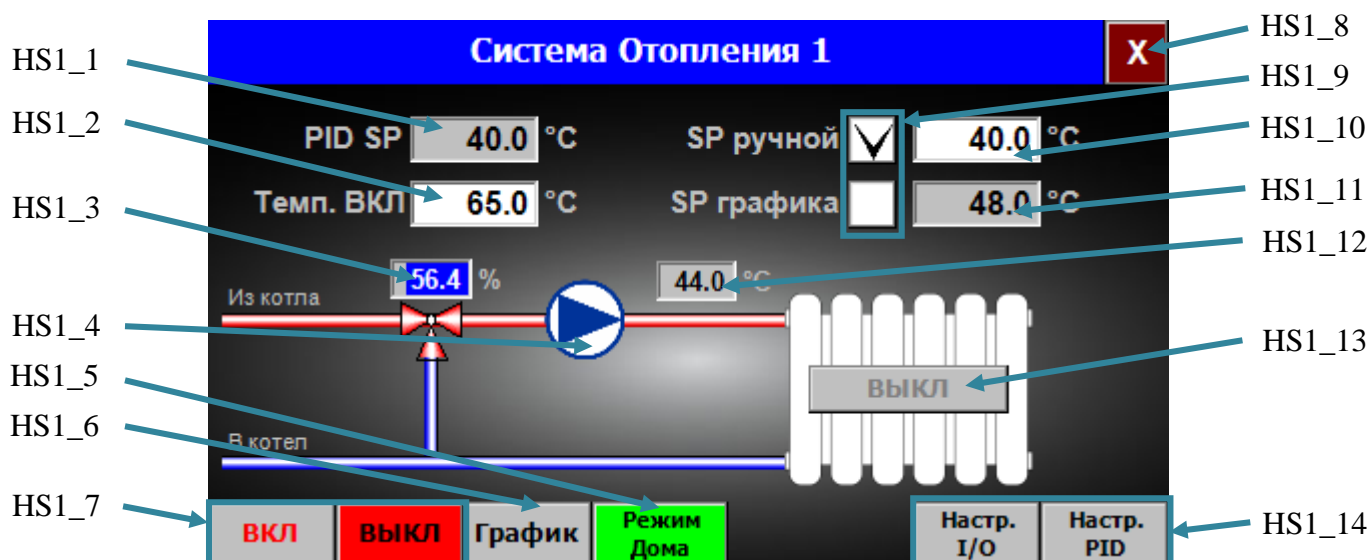 HS1_8
Система Отопления 1
X
HS1_1
HS1_9
HS1_2
PID SP 40.0 °C
SP ручной 40.0 °C
HS1_10
HS1_3
Темп. ВКЛ 65.0 °C
SP графика 48.0 °C
HS1_11
HS1_12
56.4 %
44.0 °C
Из котла
HS1_4
HS1_13
HS1_5
ВЫКЛ
HS1_6
В котел
HS1_7
ВКЛ
ВЫКЛ
График
Режим
Дома
Настр.
I/O
Настр.
PID
HS1_14